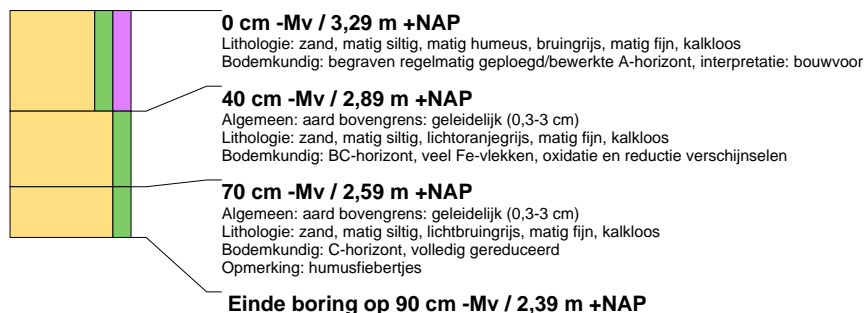 0 cm -Mv / 3,29 m +NAP
Lithologie: zand, matig siltig, matig humeus, bruingrijs, matig fijn, kalkloos
Bodemkundig: begraven regelmatig geploegd/bewerkte A-horizont, interpretatie: bouwvoor
40 cm -Mv / 2,89 m +NAP
Algemeen: aard bovengrens: geleidelijk (0,3-3 cm)
Lithologie: zand, matig siltig, lichtoranjegrijs, matig fijn, kalkloos
Bodemkundig: BC-horizont, veel Fe-vlekken, oxidatie en reductie verschijnselen
70 cm -Mv / 2,59 m +NAP
Algemeen: aard bovengrens: geleidelijk (0,3-3 cm)
Lithologie: zand, matig siltig, lichtbruingrijs, matig fijn, kalkloos
Bodemkundig: C-horizont, volledig gereduceerd
Opmerking: humusfiebertjes
Einde boring op 90 cm -Mv / 2,39 m +NAP